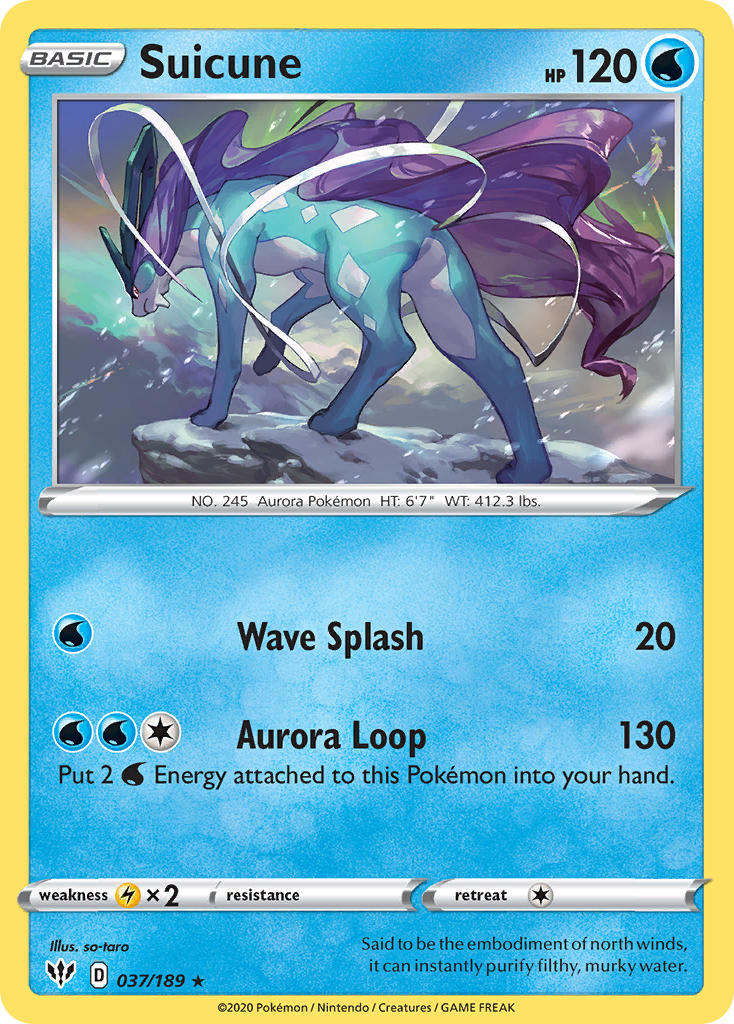 BASIC Suicune HP 120
NO. 245 Aurora Pokémon HT: 6'7" WT: 412.3 lbs.
Wave Splash 20
Aurora Loop 130
Put 2 Energy attached to this Pokémon into your hand.
weakness ×2 resistance retreat
Illus. so-taro
Said to be the embodiment of north winds,
it can instantly purify filthy, murky water.
D 037/189 ★
©2020 Pokémon / Nintendo / Creatures / GAME FREAK